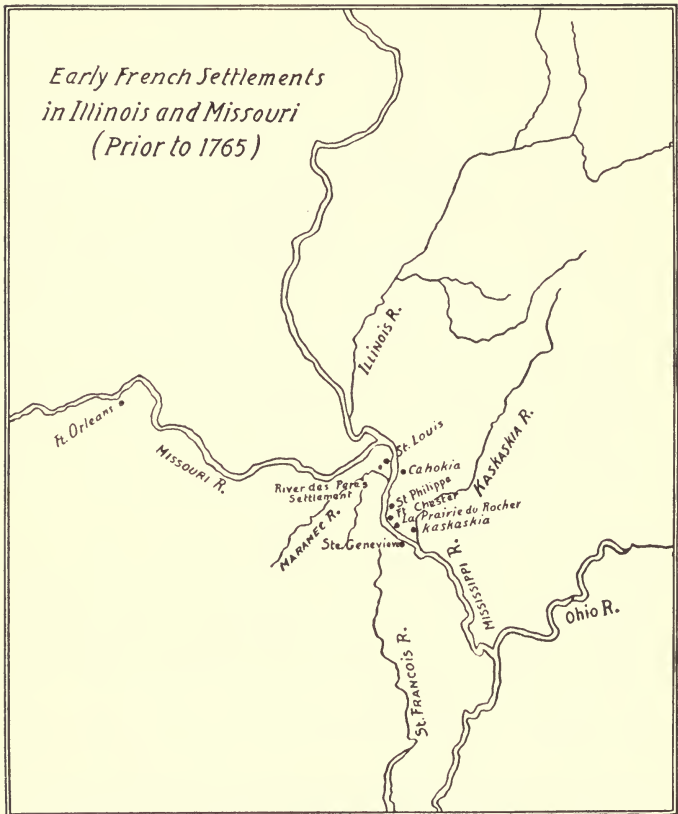 Early French Settlements
in Illinois and Missouri
(Prior to 1765)
ILLINOIS R.
Ft. Orleans
MISSOURI R.
St. Louis
Cahokia
KASKASKIA R.
River des Peres
Settlement
St Philippe
Ft. Chester
La Prairie du Rocher
KASKASKIA
MARAMEC R.
Ste Genevieve
MISSISSIPPI R.
Ohio R.
St. FRANCOIS R.